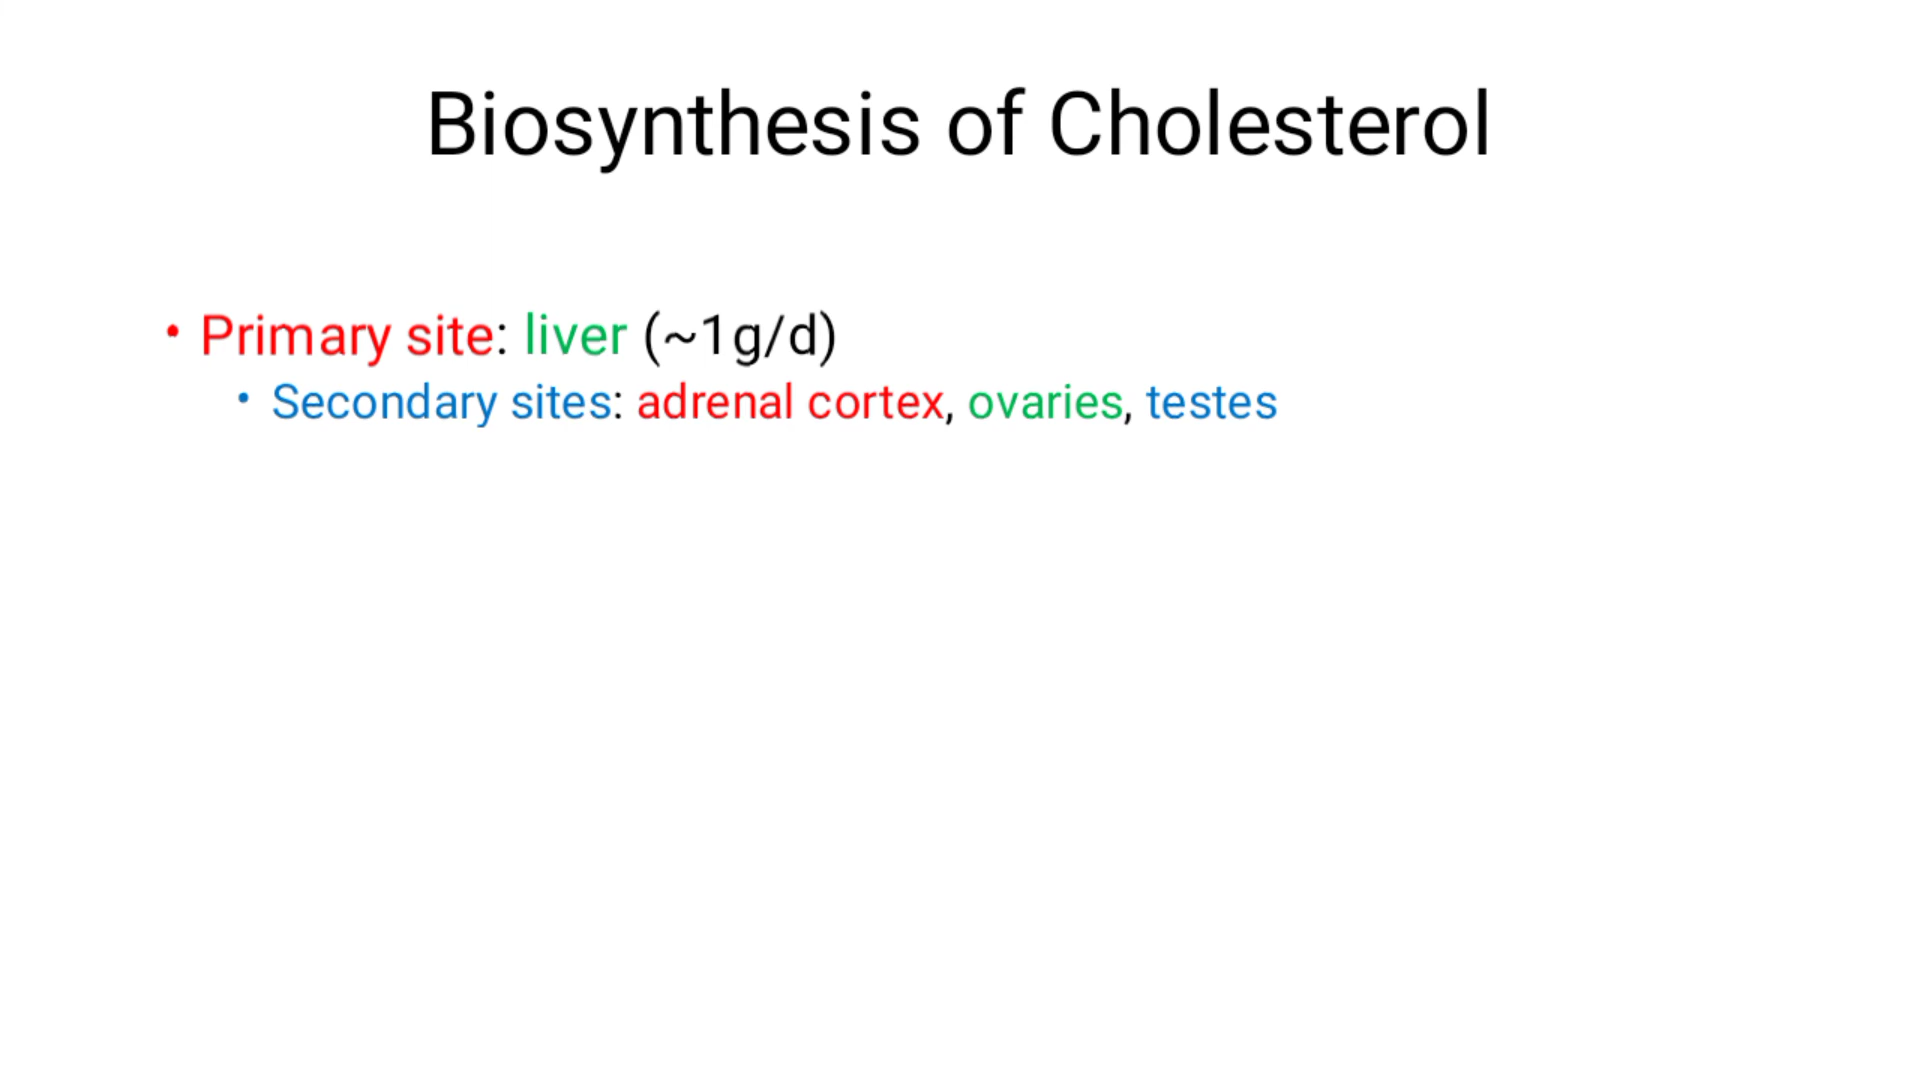 Biosynthesis of Cholesterol
• Primary site: liver (~1g/d)
• Secondary sites: adrenal cortex, ovaries, testes